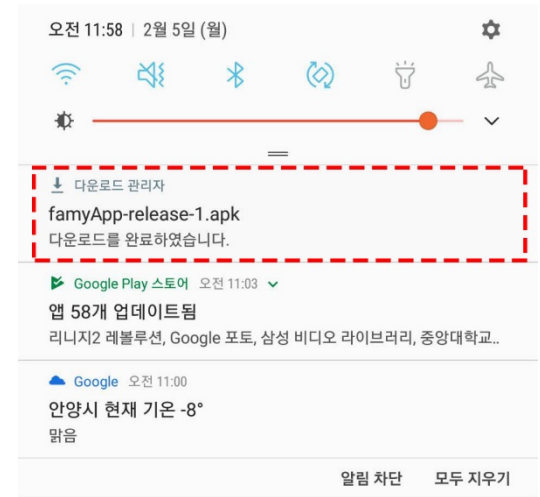 오전 11:58 | 2월 5일 (월)
다운로드 관리자
famyApp-release-1.apk
다운로드를 완료하였습니다.
Google Play 스토어 오전 11:03
앱 58개 업데이트됨
리니지2 레볼루션, Google 포토, 삼성 비디오 라이브러리, 중앙대학교..
Google 오전 11:00
안양시 현재 기온 -8°
맑음
알림 차단 모두 지우기